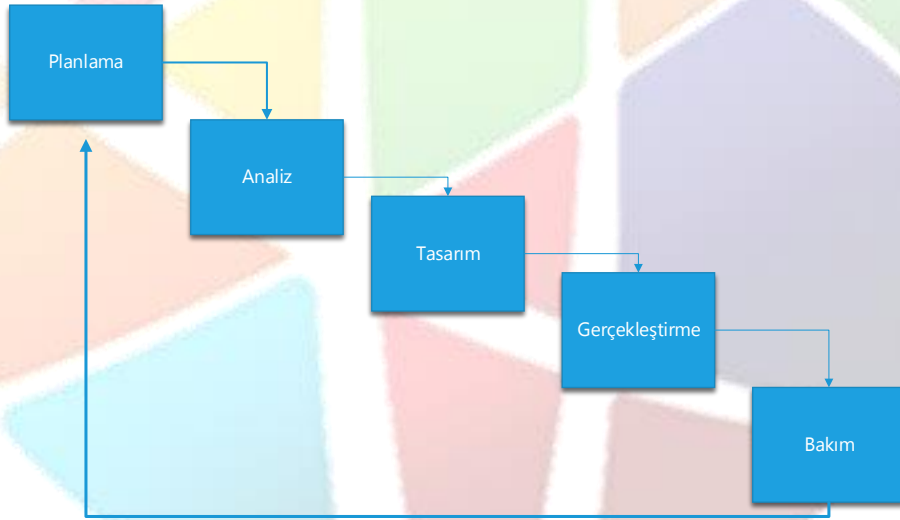 Planlama
Analiz
Tasarım
Gerçekleştirme
Bakım